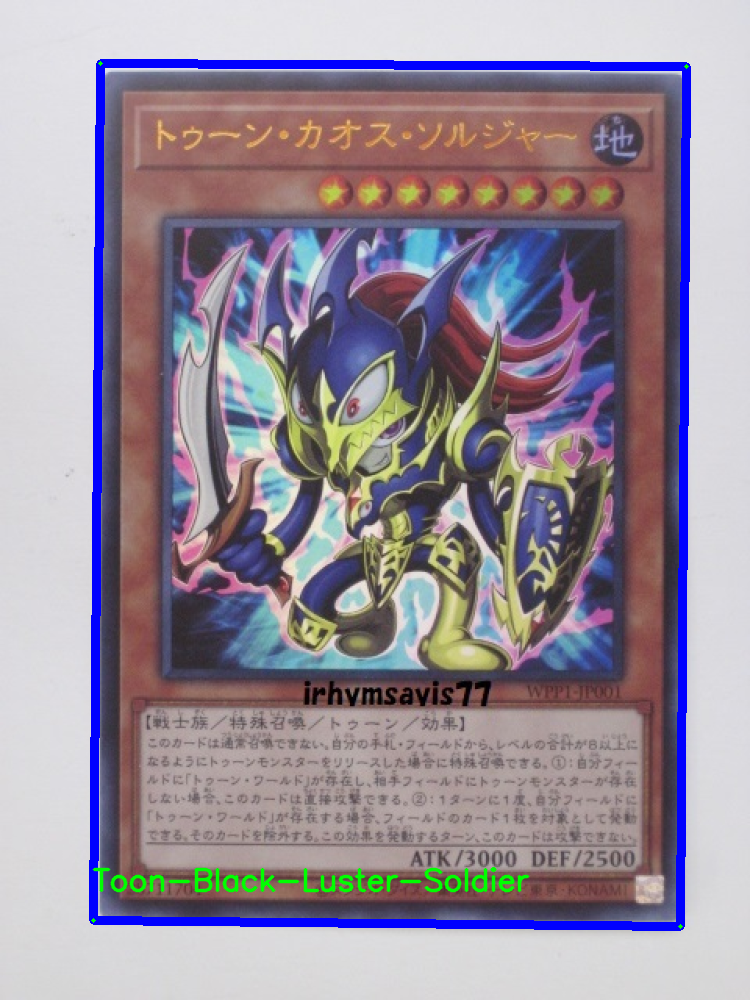 トゥーン・カオス・ソルジャー
地
irhymsayis77
WPP1-JP001
【戦士族／特殊召喚／トゥーン／効果】
このカードは通常召喚できない。自分の手札・フィールドから、レベルの合計が8以上に
なるようにトゥーンモンスターをリリースした場合に特殊召喚できる。①：自分フィー
ルドに「トゥーン・ワールド」が存在し、相手フィールドにトゥーンモンスターが存在
しない場合、このカードは直接攻撃できる。②：1ターンに1度、自分フィールドに
「トゥーン・ワールド」が存在する場合、フィールドのカード1枚を対象として発動
できる。そのカードを除外する。この効果を発動するターン、このカードは攻撃できない。
ATK/3000 DEF/2500
Toon-Black-Luster-Soldier
東京・KONAMI